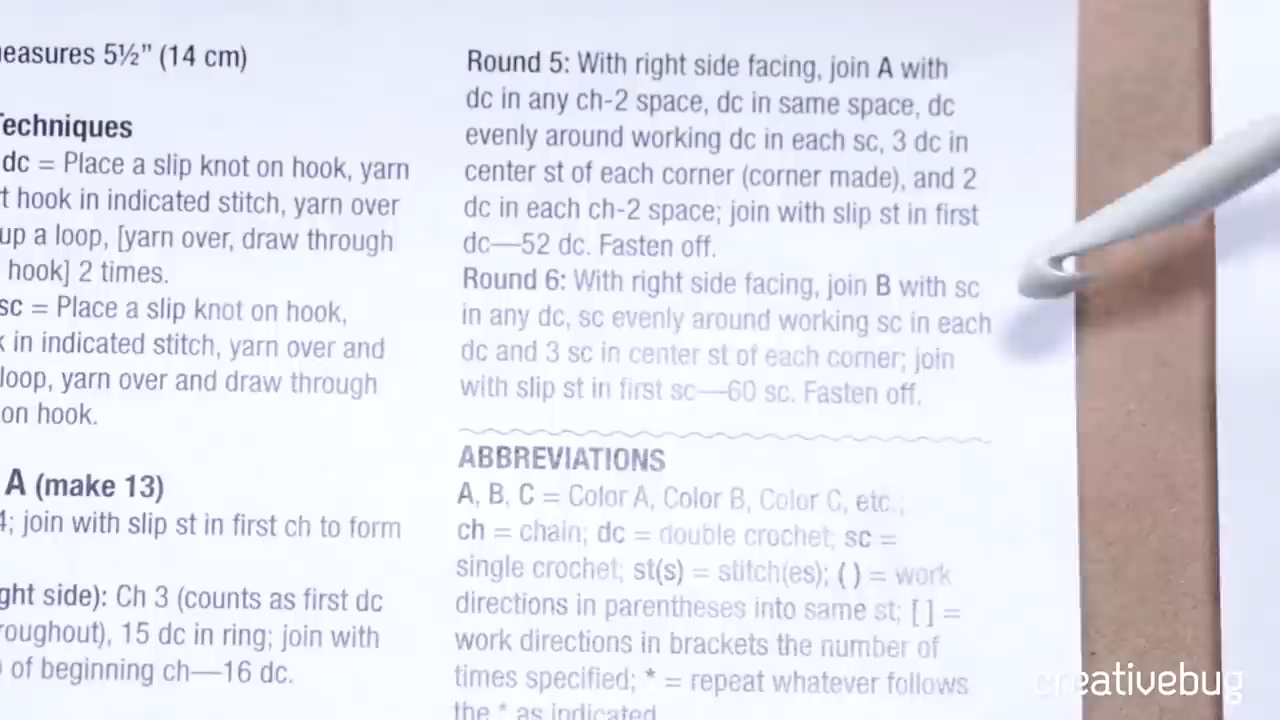 easures 5½" (14 cm)
Techniques
dc = Place a slip knot on hook, yarn
t hook in indicated stitch, yarn over
up a loop, [yarn over, draw through
hook] 2 times.
sc = Place a slip knot on hook,
k in indicated stitch, yarn over and
loop, yarn over and draw through
on hook.
A (make 13)
4; join with slip st in first ch to form
ght side): Ch 3 (counts as first dc
roughout), 15 dc in ring; join with
of beginning ch—16 dc.
Round 5: With right side facing, join A with
dc in any ch-2 space, dc in same space, dc
evenly around working dc in each sc, 3 dc in
center st of each corner (corner made), and 2
dc in each ch-2 space; join with slip st in first
dc—52 dc. Fasten off.
Round 6: With right side facing, join B with sc
in any dc, sc evenly around working sc in each
dc and 3 sc in center st of each corner; join
with slip st in first sc—60 sc. Fasten off.
ABBREVIATIONS
A, B, C = Color A, Color B, Color C, etc.;
ch = chain; dc = double crochet; sc =
single crochet; st(s) = stitch(es); ( ) = work
directions in parentheses into same st; [ ] =
work directions in brackets the number of
times specified; * = repeat whatever follows
the * as indicated
creativebug